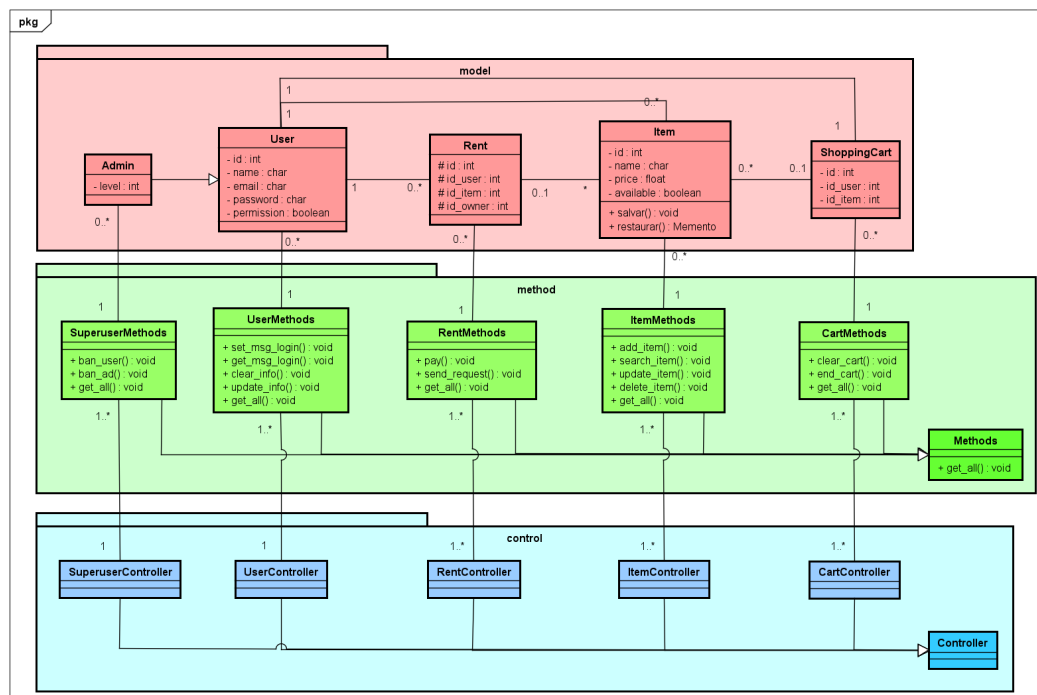 pkg
model
1
1
0..*
1
User
- id : int
- name : char
- email : char
- password : char
- permission : boolean
Rent
# id : int
# id_user : int
# id_item : int
# id_owner : int
Item
- id : int
- name : char
- price : float
- available : boolean
+ salvar() : void
+ restaurar() : Memento
ShoppingCart
- id : int
- id_user : int
- id_item : int
Admin
- level : int
1
0..*
0..1
*
0..*
0..1
0..*
0..*
0..*
0..*
0..*
method
1
1
1
1
1
SuperuserMethods
+ ban_user() : void
+ ban_ad() : void
+ get_all() : void
UserMethods
+ set_msg_login() : void
+ get_msg_login() : void
+ clear_info() : void
+ update_info() : void
+ get_all() : void
RentMethods
+ pay() : void
+ send_request() : void
+ get_all() : void
ItemMethods
+ add_item() : void
+ search_item() : void
+ update_item() : void
+ delete_item() : void
+ get_all() : void
CartMethods
+ clear_cart() : void
+ end_cart() : void
+ get_all() : void
1..*
1..*
1..*
1..*
1..*
Methods
+ get_all() : void
control
1
1
1..*
1..*
1..*
SuperuserController
UserController
RentController
ItemController
CartController
Controller